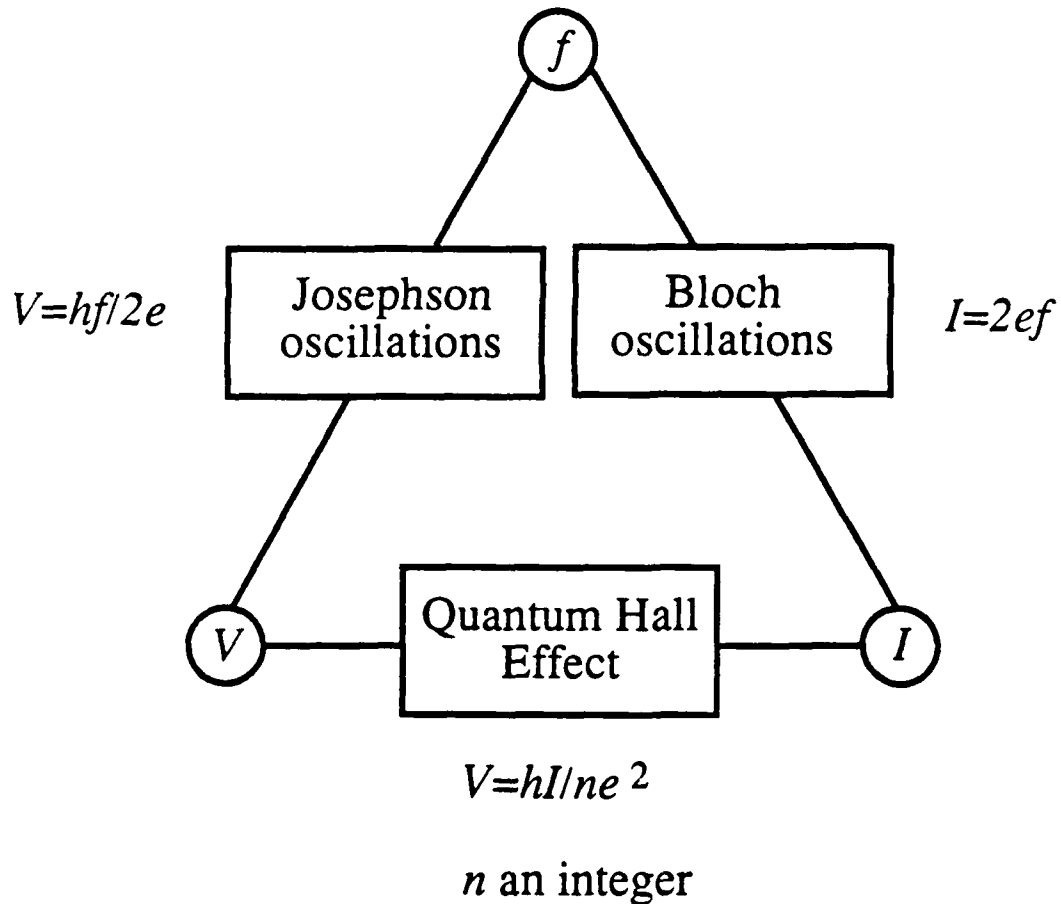 f
Josephson
oscillations
Bloch
oscillations
V=hf/2e
I=2ef
V
Quantum Hall
Effect
I
V=hI/ne 2
n an integer